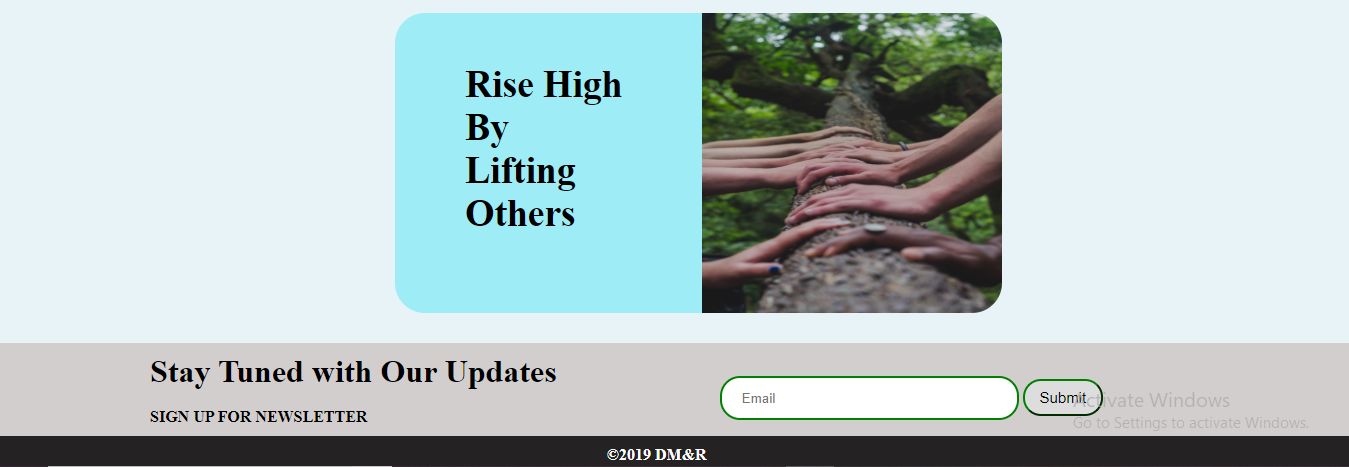 Rise High
By
Lifting
Others
Stay Tuned with Our Updates
SIGN UP FOR NEWSLETTER
Email
Submit
Activate Windows
Go to Settings to activate Windows.
©2019 DM&R